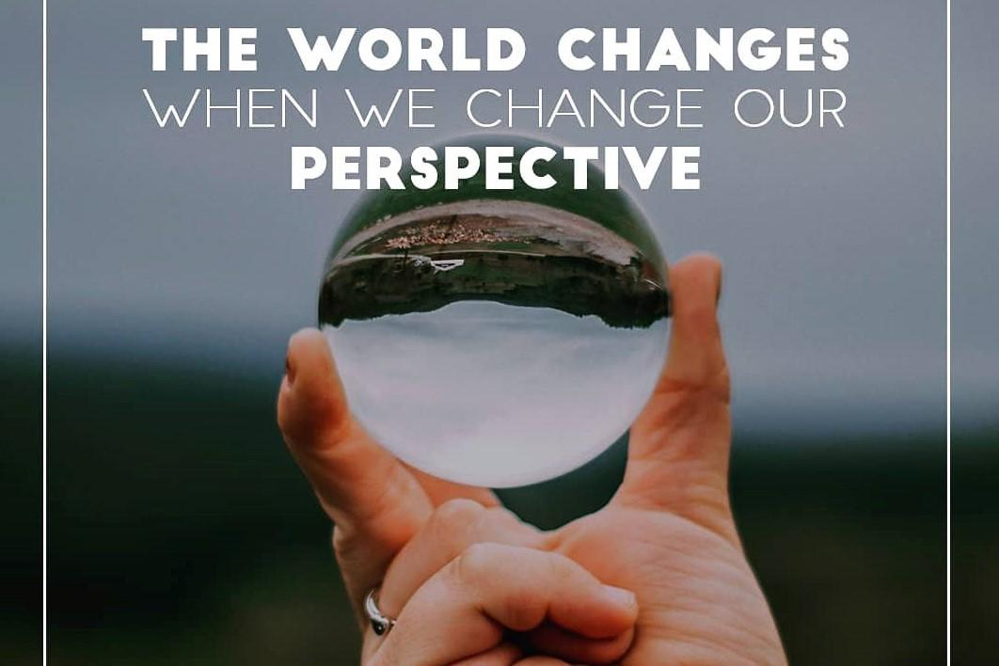 THE WORLD CHANGES
WHEN WE CHANGE OUR
PERSPECTIVE